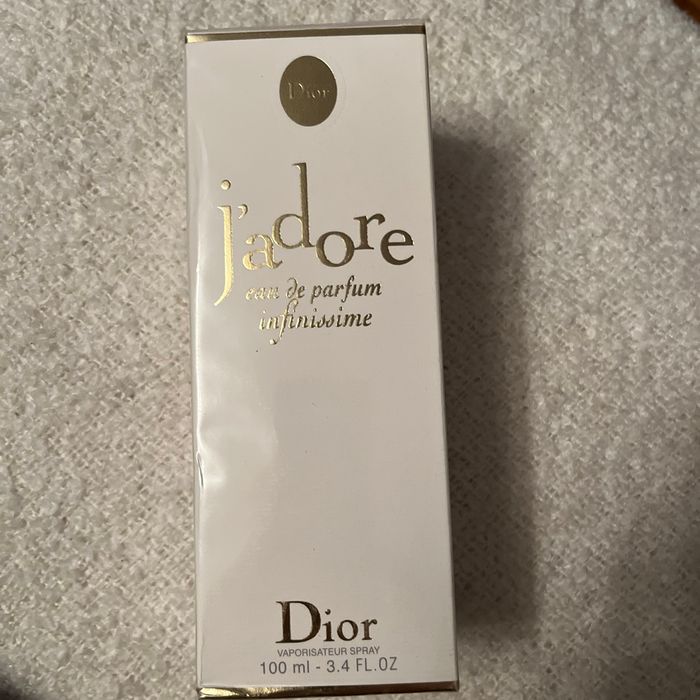 Dior
j'adore
eau de parfum
infinissime
Dior
VAPORISATEUR SPRAY
100 ml - 3.4 FL.OZ